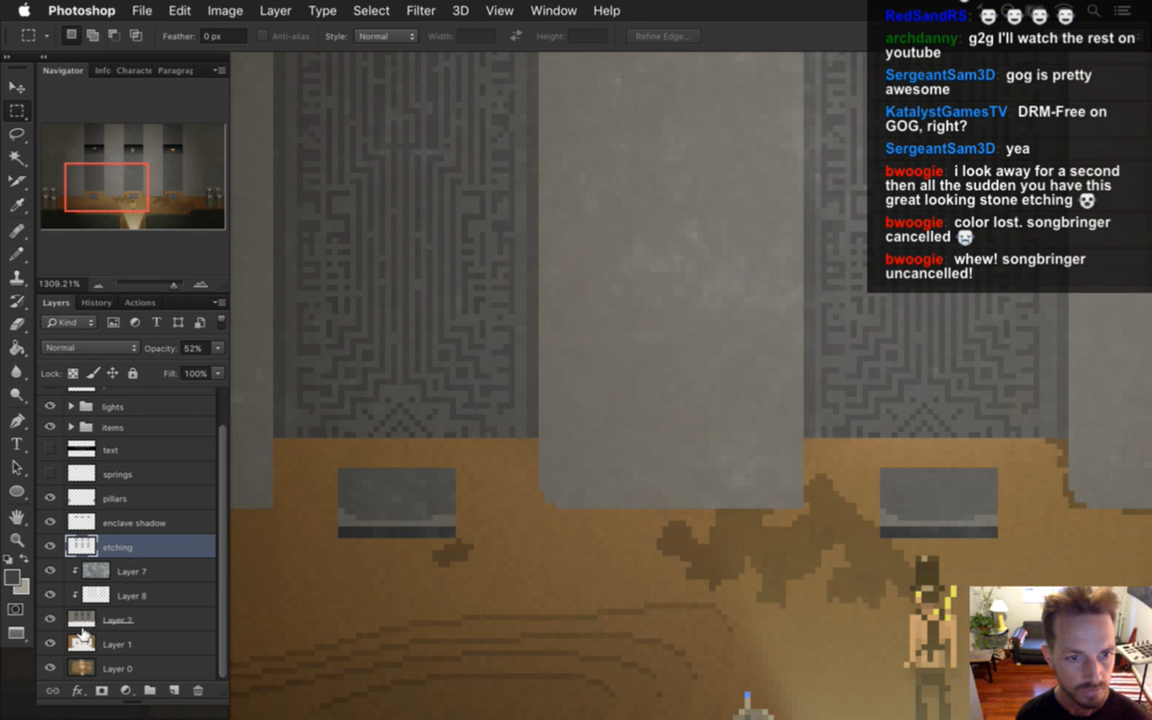 Photoshop File Edit Image Layer Type Select Filter 3D View Window Help
Feather: 0 px Anti-alias Style: Normal Width: Height: Refine Edge...
Navigator Info Characte Paragra
1309.21%
Layers History Actions
Kind
Normal Opacity: 52%
Lock: Fill: 100%
lights
items
text
springs
pillars
enclave shadow
etching
Layer 7
Layer 8
Layer 2
Layer 1
Layer 0
fx
RedSandRS:
archdanny: g2g I'll watch the rest on
youtube
SergeantSam3D: gog is pretty
awesome
KatalystGamesTV: DRM-Free on
GOG, right?
SergeantSam3D: yea
bwoogie: i look away for a second
then all the sudden you have this
great looking stone etching
bwoogie: color lost. songbringer
cancelled
bwoogie: whew! songbringer
uncancelled!